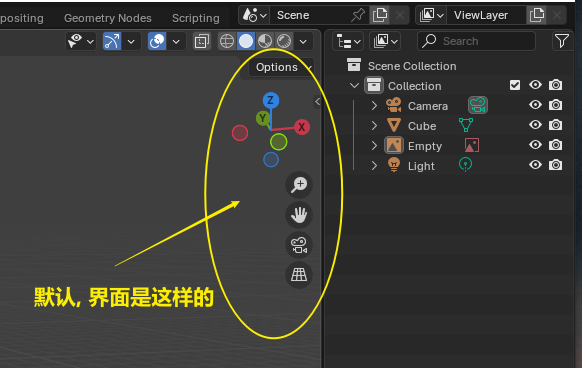 positing Geometry Nodes Scripting Scene ViewLayer
Search
Options
Scene Collection
Collection
Camera
Cube
Empty
Light
Z
Y
X
默认, 界面是这样的